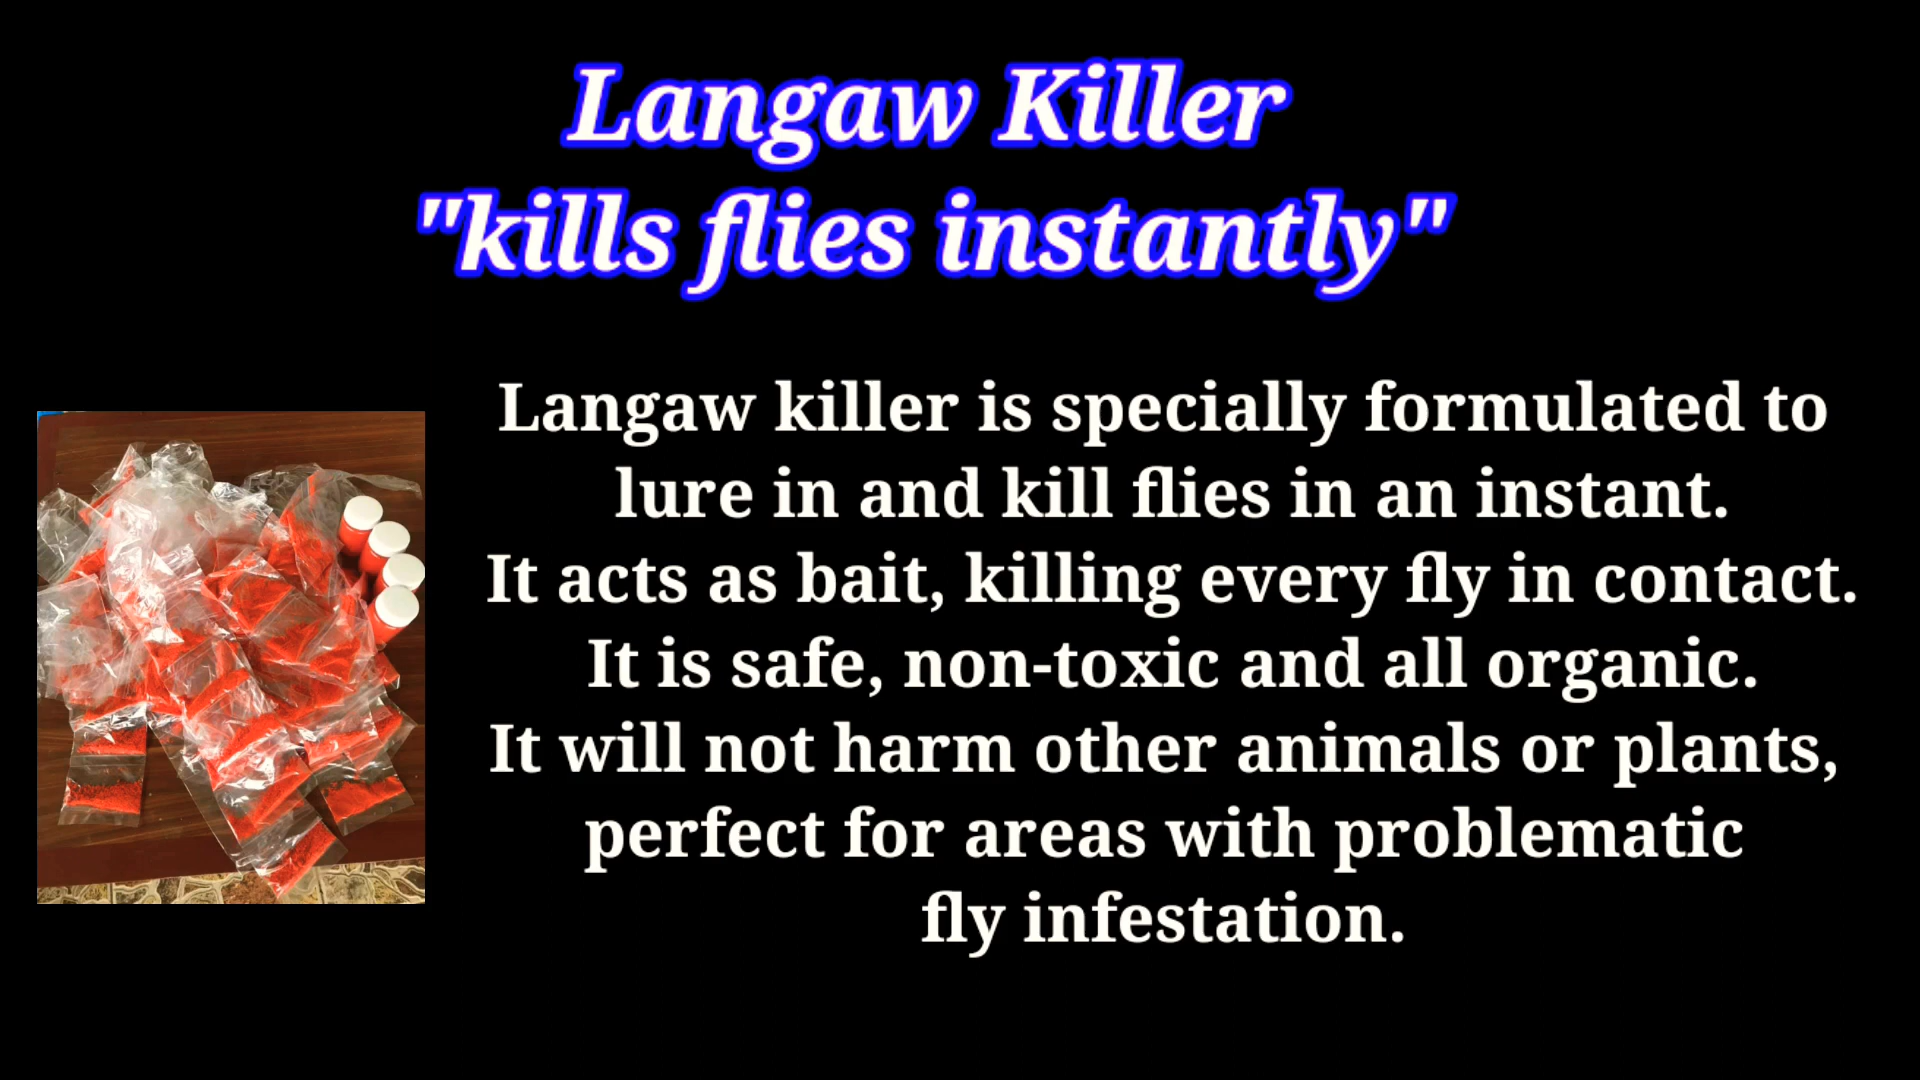 Langaw Killer
"kills flies instantly"
Langaw killer is specially formulated to
lure in and kill flies in an instant.
It acts as bait, killing every fly in contact.
It is safe, non-toxic and all organic.
It will not harm other animals or plants,
perfect for areas with problematic
fly infestation.